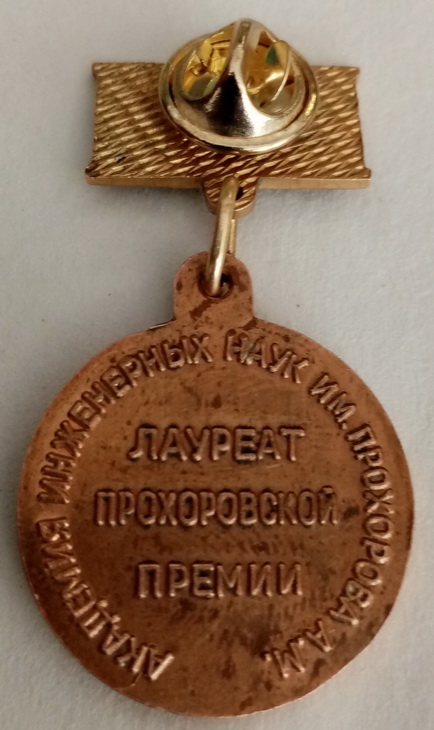 АКАДЕМИЯ ИНЖЕНЕРНЫХ НАУК ИМ. ПРОХОРОВА А.М.
ЛАУРЕАТ
ПРОХОРОВСКОЙ
ПРЕМИИ